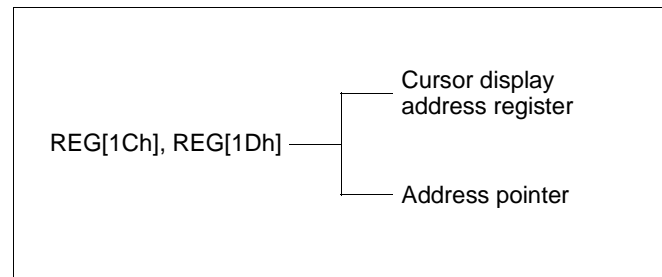 Cursor display
address register
REG[1Ch], REG[1Dh]
Address pointer